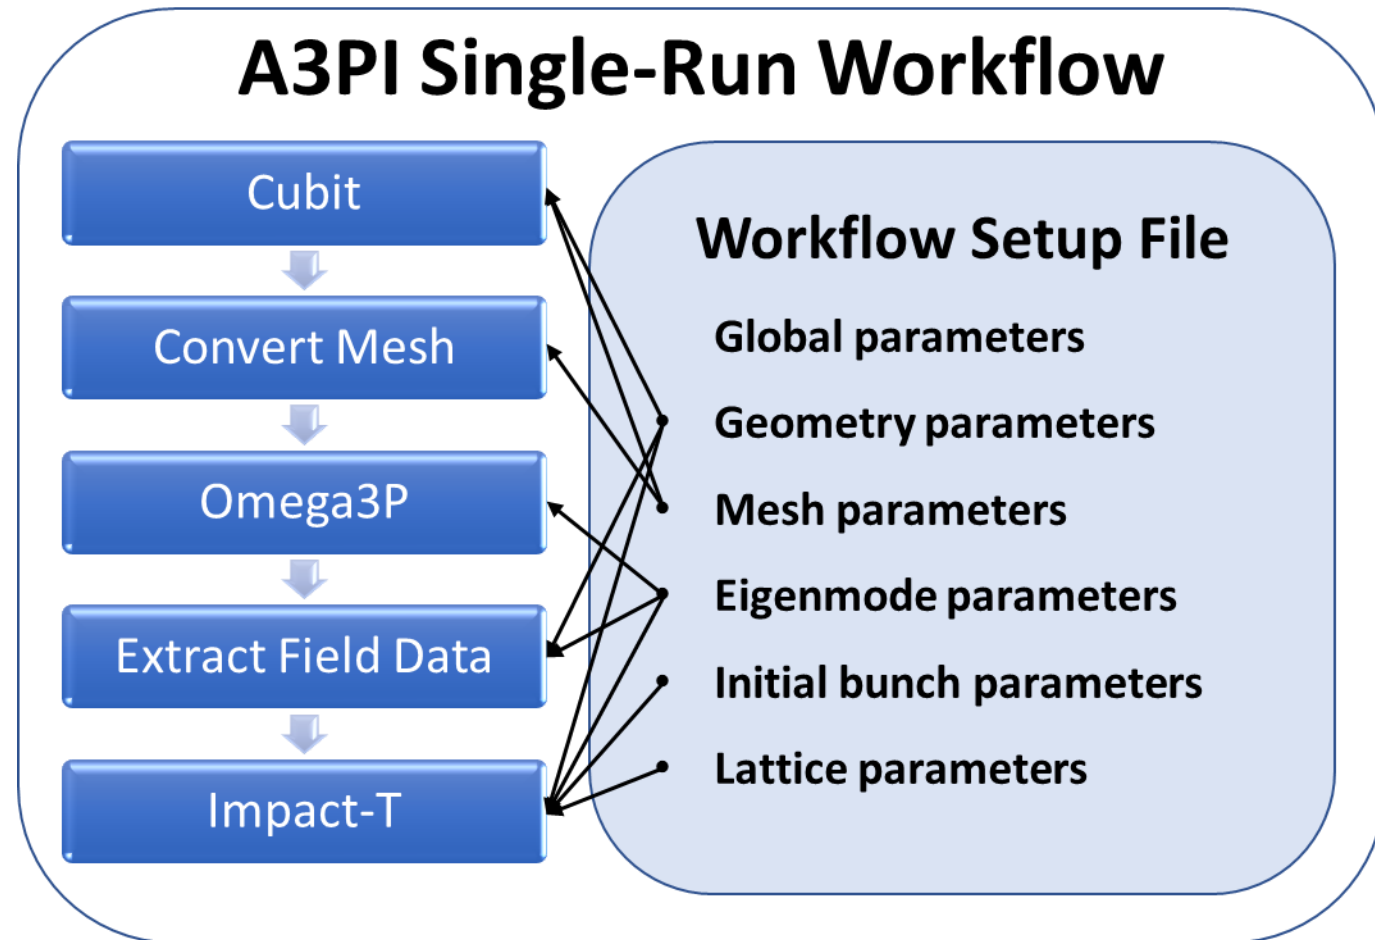 A3PI Single-Run Workflow
Cubit
Convert Mesh
Omega3P
Extract Field Data
Impact-T
Workflow Setup File
Global parameters
Geometry parameters
Mesh parameters
Eigenmode parameters
Initial bunch parameters
Lattice parameters